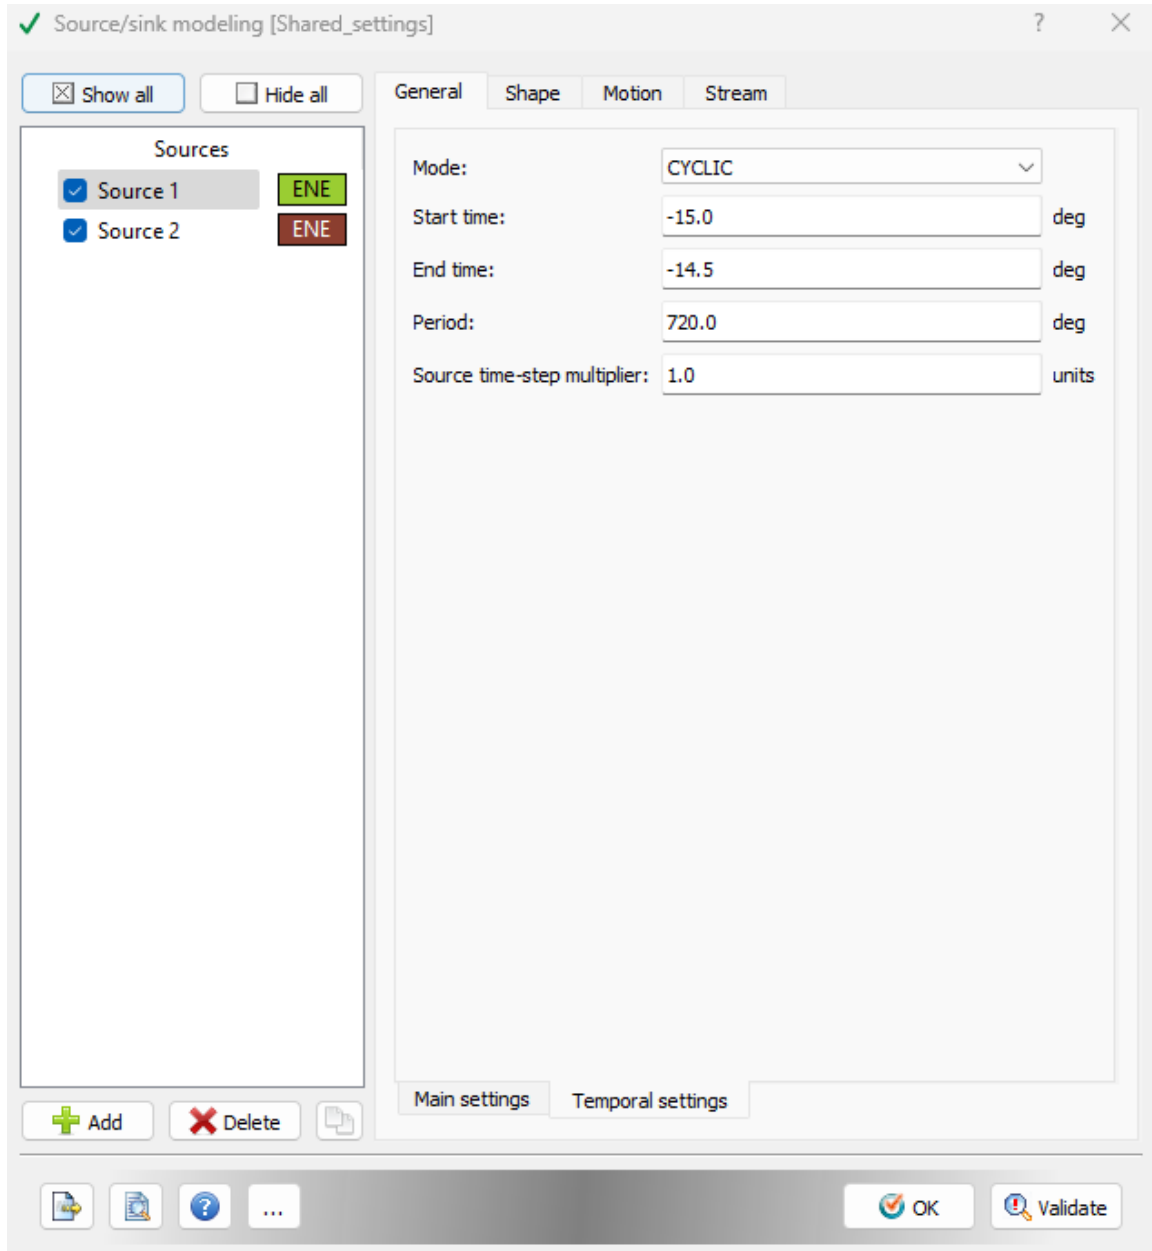 Source/sink modeling [Shared_settings] ?
Show all Hide all
General Shape Motion Stream
Sources
Source 1 ENE
Source 2 ENE
Mode: CYCLIC
Start time: -15.0 deg
End time: -14.5 deg
Period: 720.0 deg
Source time-step multiplier: 1.0 units
Main settings Temporal settings
Add Delete
? ... OK Validate